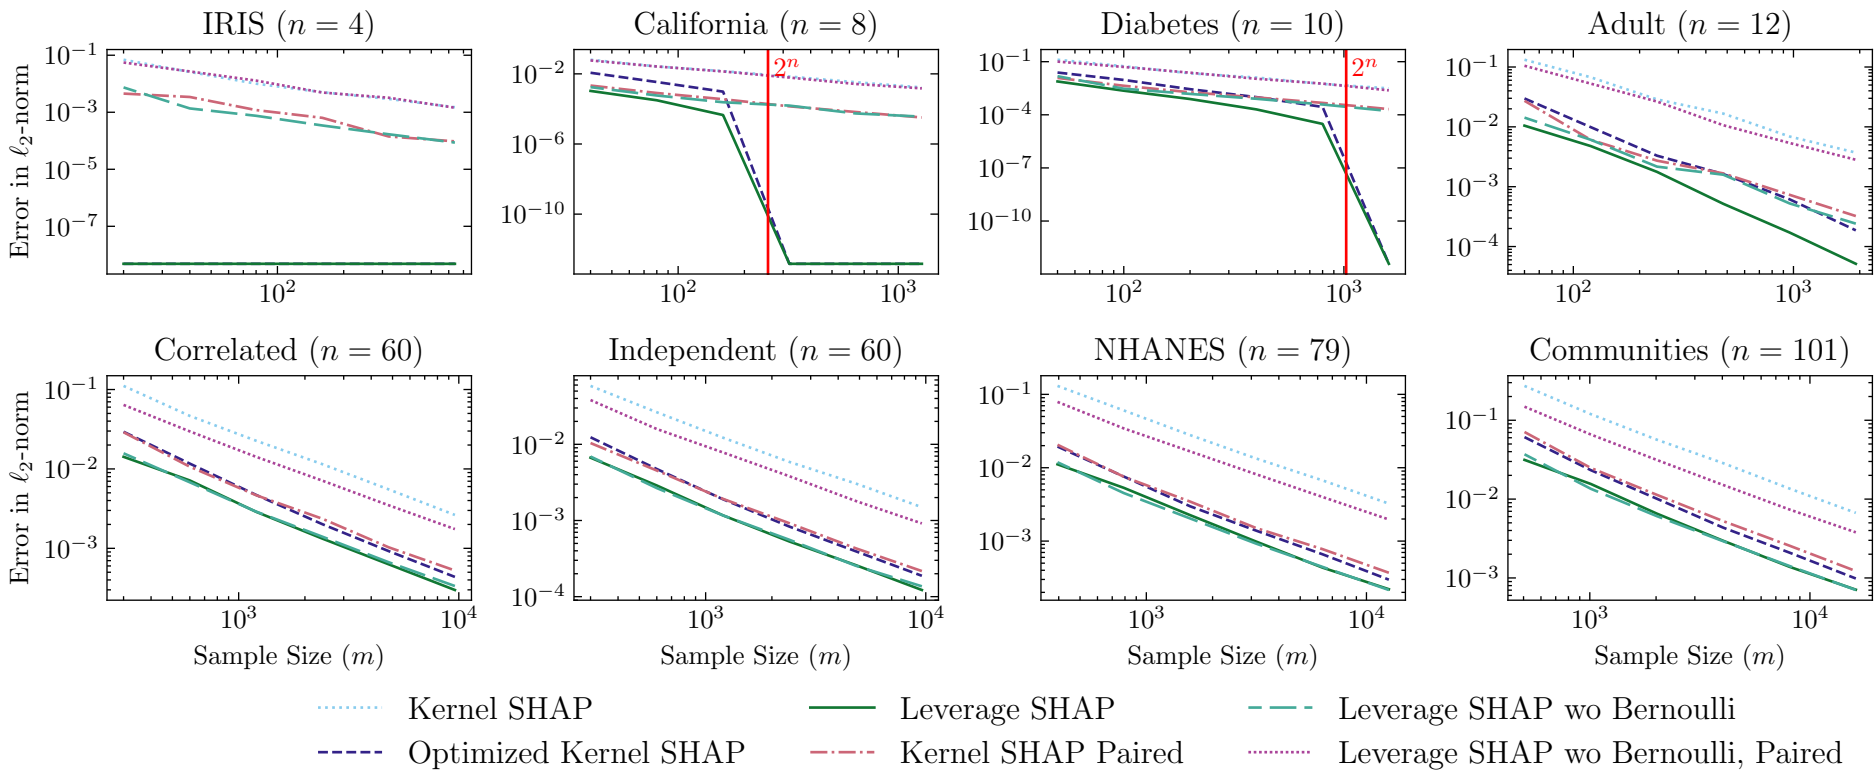 IRIS (n = 4)
California (n = 8)
Diabetes (n = 10)
Adult (n = 12)
Error in ℓ₂-norm
10⁻¹
10⁻³
10⁻⁵
10⁻⁷
10²
10⁻²
10⁻⁶
10⁻¹⁰
2ⁿ
10²
10³
10⁻¹
10⁻⁴
10⁻⁷
10⁻¹⁰
2ⁿ
10²
10³
10⁻¹
10⁻²
10⁻³
10⁻⁴
10²
10³
Correlated (n = 60)
Independent (n = 60)
NHANES (n = 79)
Communities (n = 101)
Error in ℓ₂-norm
10⁻¹
10⁻²
10⁻³
10³
10⁴
10⁻²
10⁻³
10⁻⁴
10³
10⁴
10⁻¹
10⁻²
10⁻³
10³
10⁴
10⁻¹
10⁻²
10⁻³
10³
10⁴
Sample Size (m)
Sample Size (m)
Sample Size (m)
Sample Size (m)
Kernel SHAP
Leverage SHAP
Leverage SHAP wo Bernoulli
Optimized Kernel SHAP
Kernel SHAP Paired
Leverage SHAP wo Bernoulli, Paired